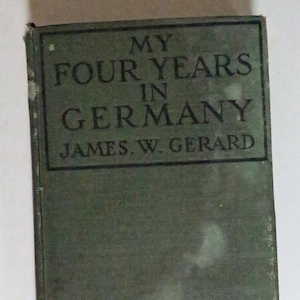 MY
FOUR YEARS
IN
GERMANY
JAMES. W. GERARD